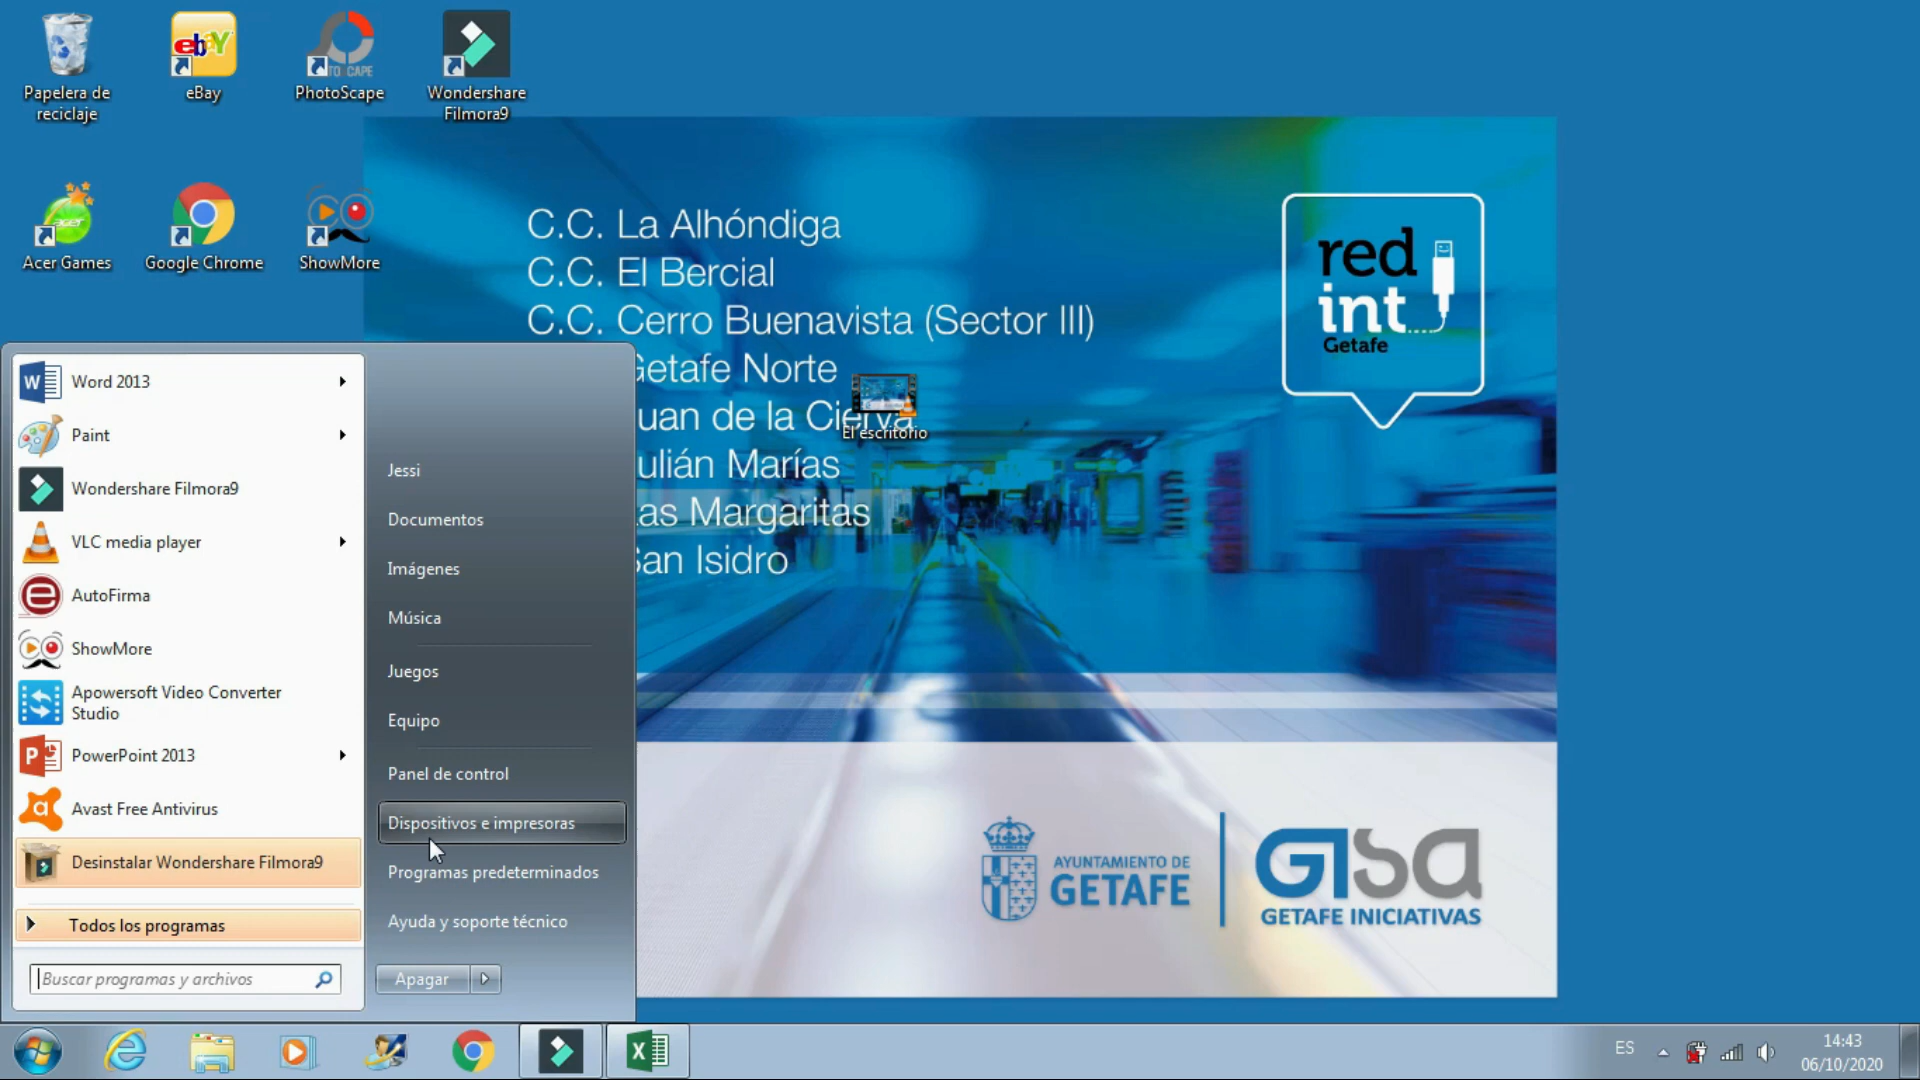 Papelera de
reciclaje
ebay
eBay
PhotoScape
Wondershare
Filmora9
acer
Acer Games
Google Chrome
ShowMore
C.C. La Alhóndiga
C.C. El Bercial
C.C. Cerro Buenavista (Sector III)
Getafe Norte
uan de la Cierva
ulián Marías
Las Margaritas
San Isidro
El escritorio
red
int
Getafe
Word 2013
Paint
Wondershare Filmora9
VLC media player
AutoFirma
ShowMore
Apowersoft Video Converter
Studio
PowerPoint 2013
Avast Free Antivirus
Desinstalar Wondershare Filmora9
Todos los programas
Buscar programas y archivos
Jessi
Documentos
Imágenes
Música
Juegos
Equipo
Panel de control
Dispositivos e impresoras
Programas predeterminados
Ayuda y soporte técnico
Apagar
AYUNTAMIENTO DE
GETAFE
GISA
GETAFE INICIATIVAS
ES
14:43
06/10/2020